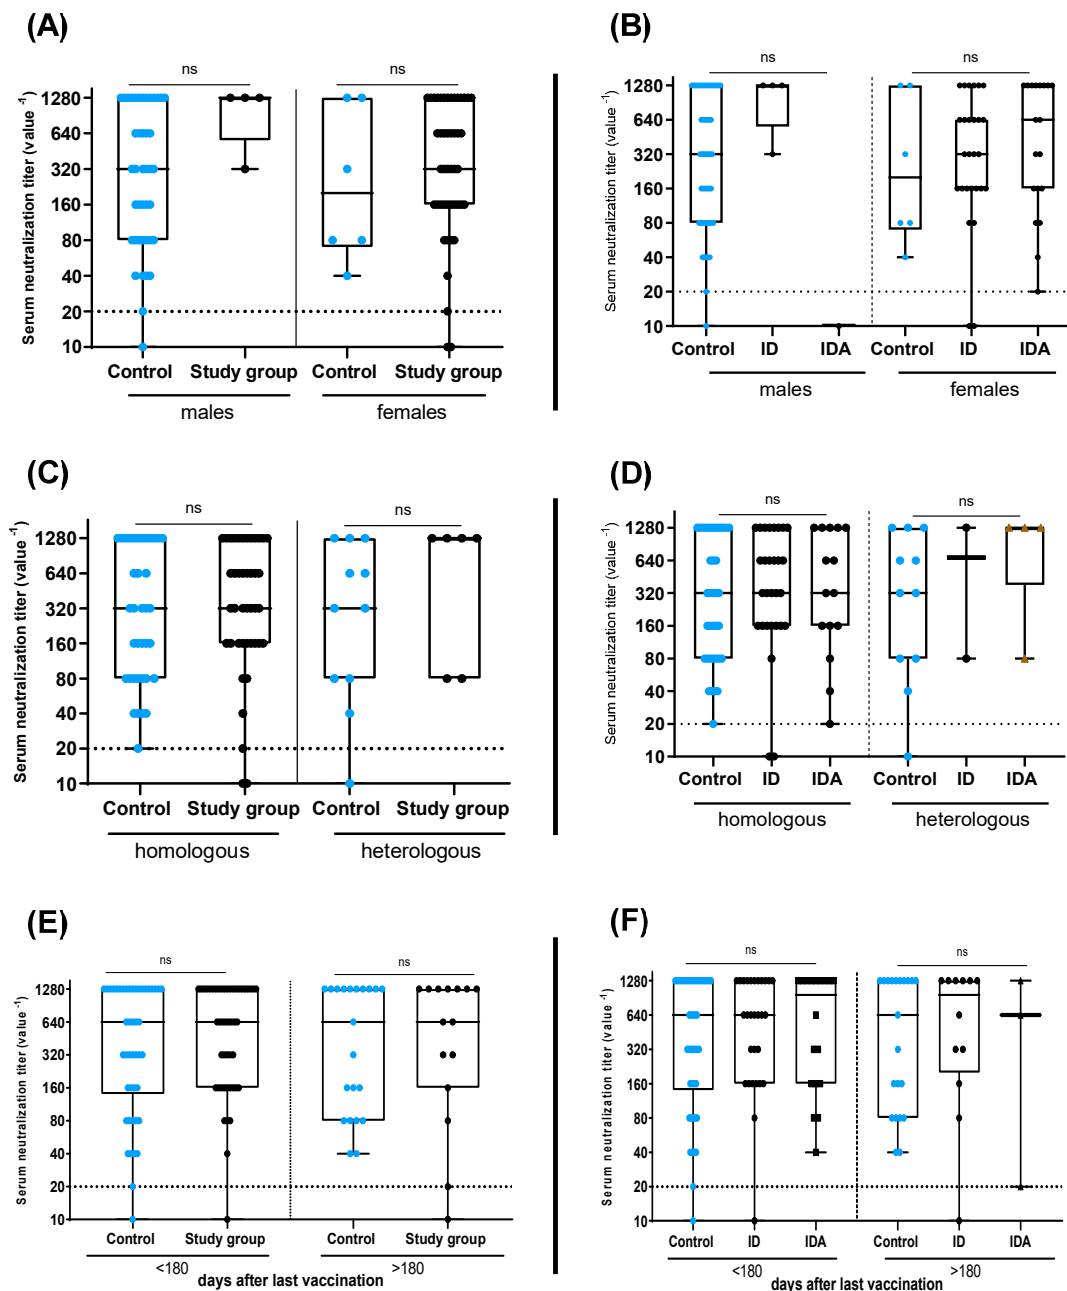 (A)
Serum neutralization titer (value -1)
ns
ns
1280
640
320
160
80
40
20
10
Control
Study group
Control
Study group
males
females
(B)
Serum neutralization titer (value -1)
ns
ns
1280
640
320
160
80
40
20
10
Control
ID
IDA
Control
ID
IDA
males
females
(C)
Serum neutralization titer (value -1)
ns
ns
1280
640
320
160
80
40
20
10
Control
Study group
Control
Study group
homologous
heterologous
(D)
Serum neutralization titer (value -1)
ns
ns
1280
640
320
160
80
40
20
10
Control
ID
IDA
Control
ID
IDA
homologous
heterologous
(E)
Serum neutralization titer (value -1)
ns
ns
1280
640
320
160
80
40
20
10
Control
Study group
Control
Study group
<180
>180
days after last vaccination
(F)
Serum neutralization titer (value -1)
ns
ns
1280
640
320
160
80
40
20
10
Control
ID
IDA
Control
ID
IDA
<180
>180
days after last vaccination